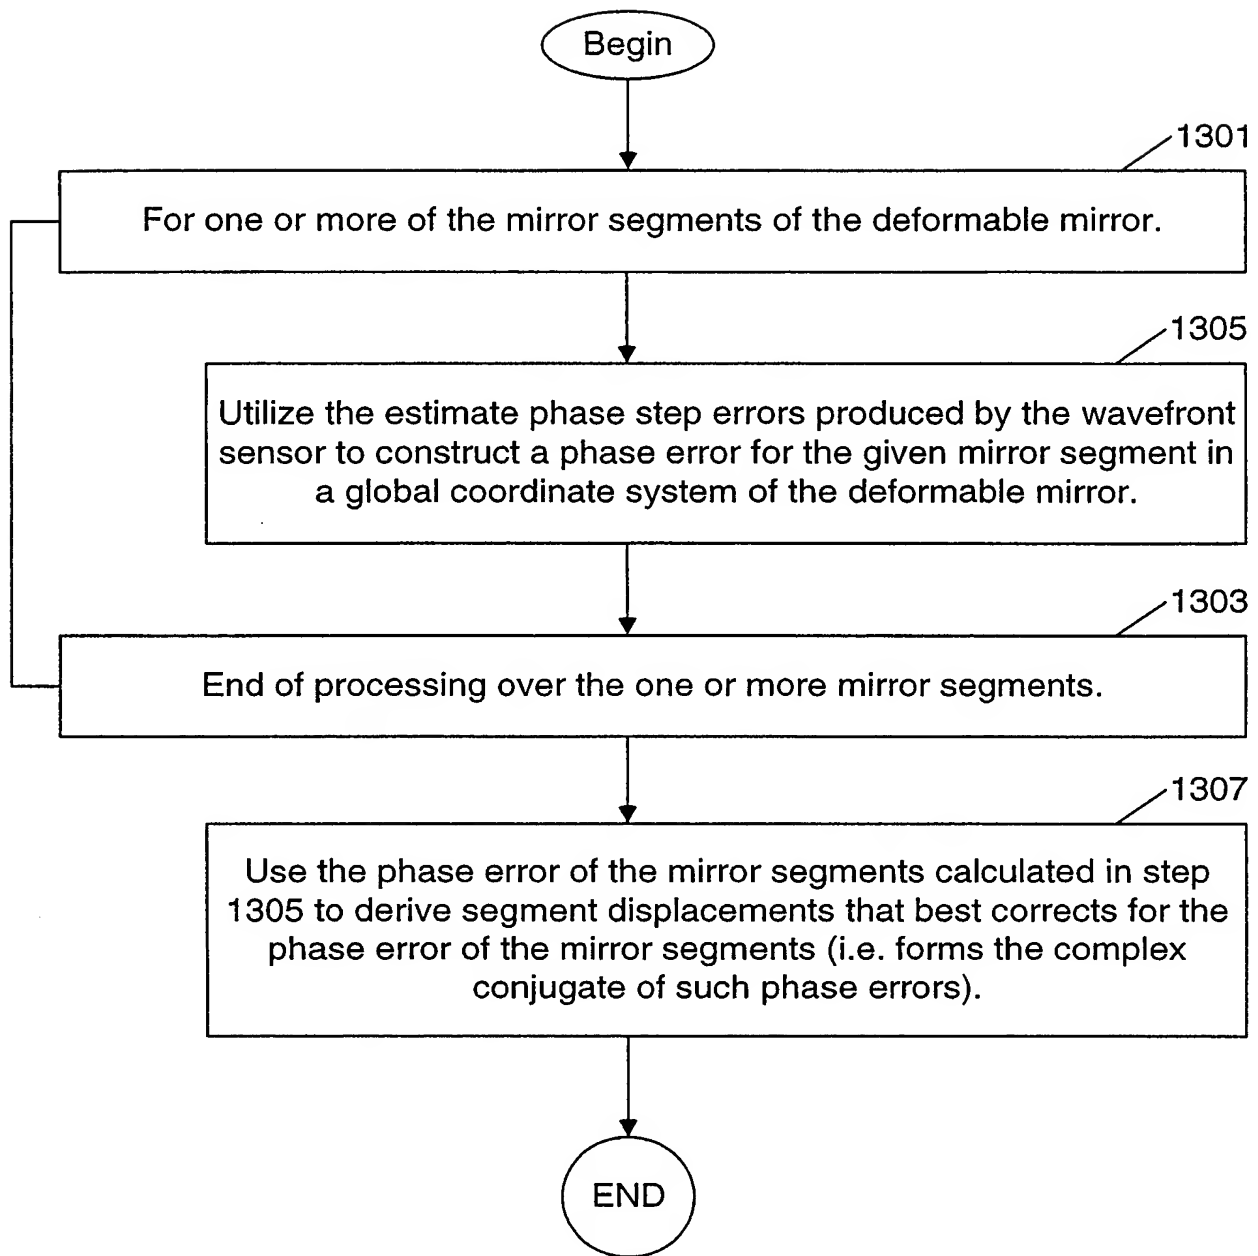 Begin
1301
For one or more of the mirror segments of the deformable mirror.
1305
Utilize the estimate phase step errors produced by the wavefront
sensor to construct a phase error for the given mirror segment in
a global coordinate system of the deformable mirror.
1303
End of processing over the one or more mirror segments.
1307
Use the phase error of the mirror segments calculated in step
1305 to derive segment displacements that best corrects for the
phase error of the mirror segments (i.e. forms the complex
conjugate of such phase errors).
END